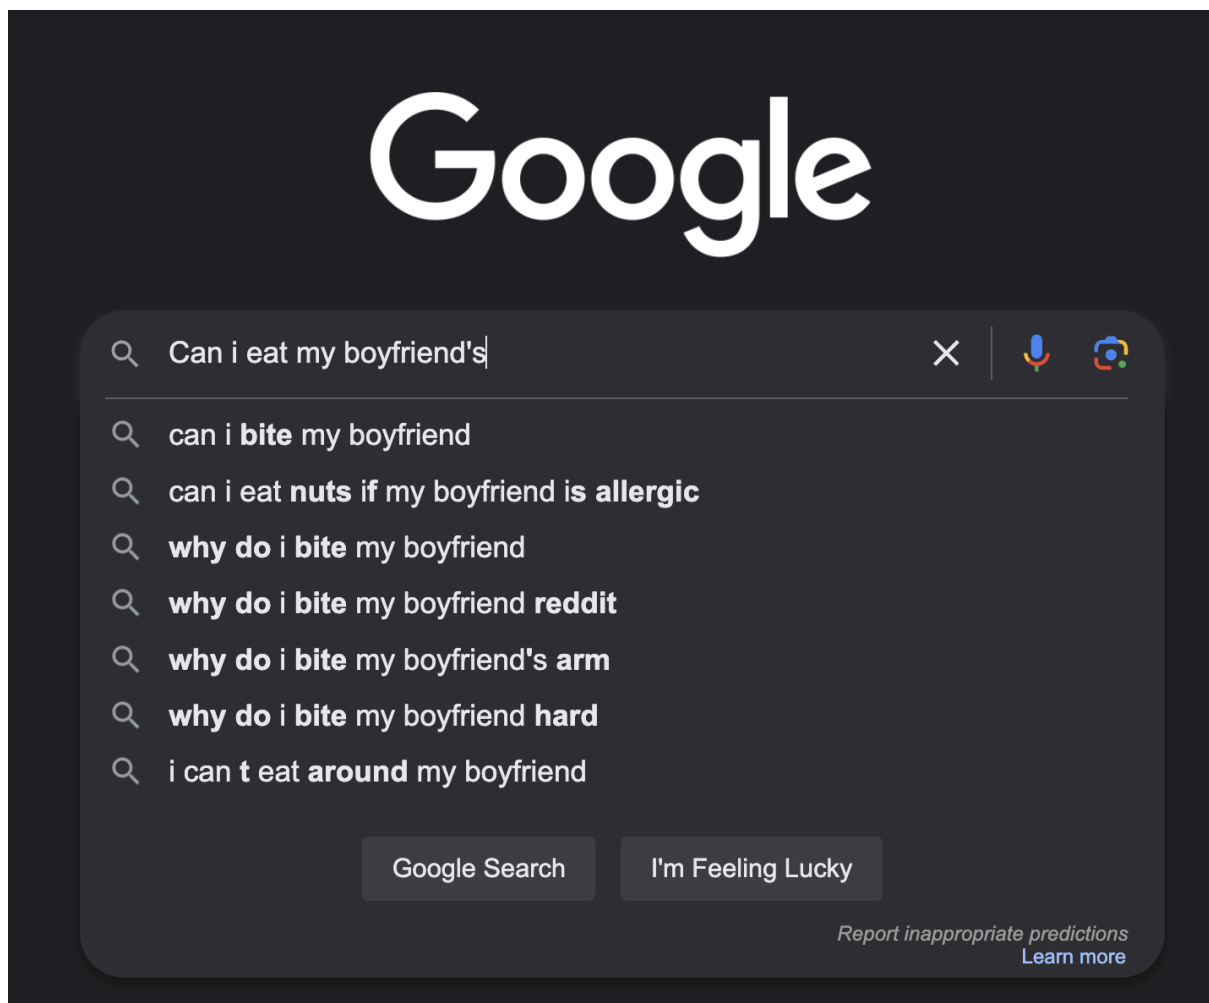 Google
Can i eat my boyfriend's
can i bite my boyfriend
can i eat nuts if my boyfriend is allergic
why do i bite my boyfriend
why do i bite my boyfriend reddit
why do i bite my boyfriend's arm
why do i bite my boyfriend hard
i can t eat around my boyfriend
Google Search
I'm Feeling Lucky
Report inappropriate predictions
Learn more